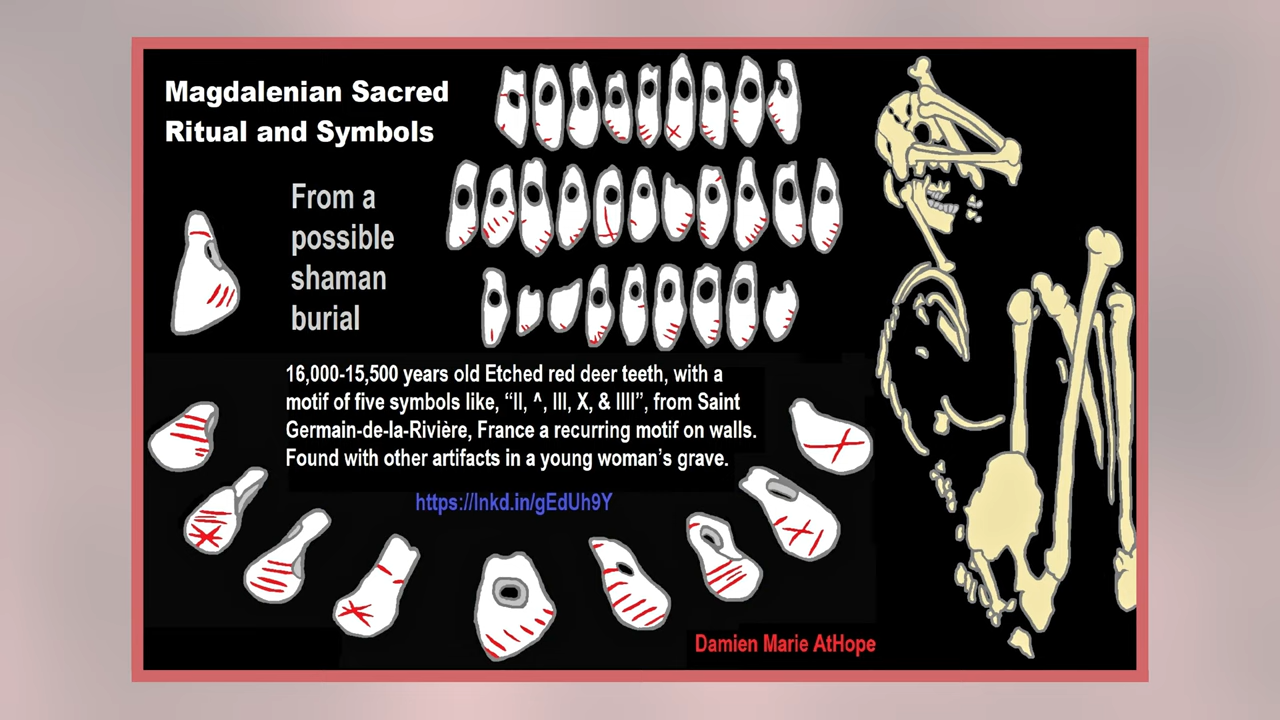 Magdalenian Sacred
Ritual and Symbols
From a
possible
shaman
burial
16,000-15,500 years old Etched red deer teeth, with a
motif of five symbols like, “II, ^, III, X, & IIII”, from Saint
Germain-de-la-Rivière, France a recurring motif on walls.
Found with other artifacts in a young woman’s grave.
https://lnkd.in/gEdUh9Y
Damien Marie AtHope